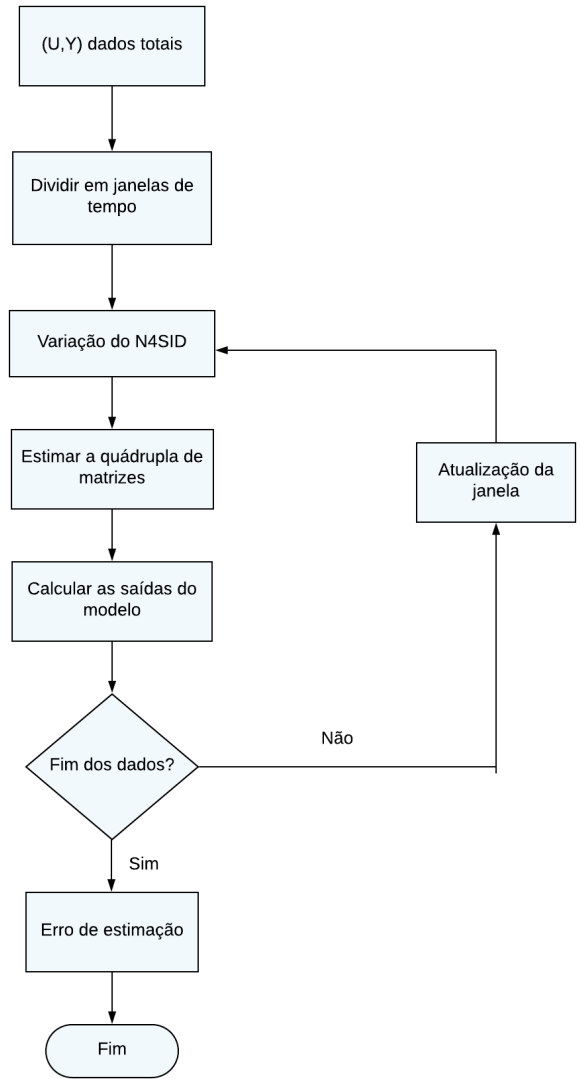 (U,Y) dados totais
Dividir em janelas de
tempo
Variação do N4SID
Estimar a quádrupla de
matrizes
Atualização da
janela
Calcular as saídas do
modelo
Não
Fim dos dados?
Sim
Erro de estimação
Fim